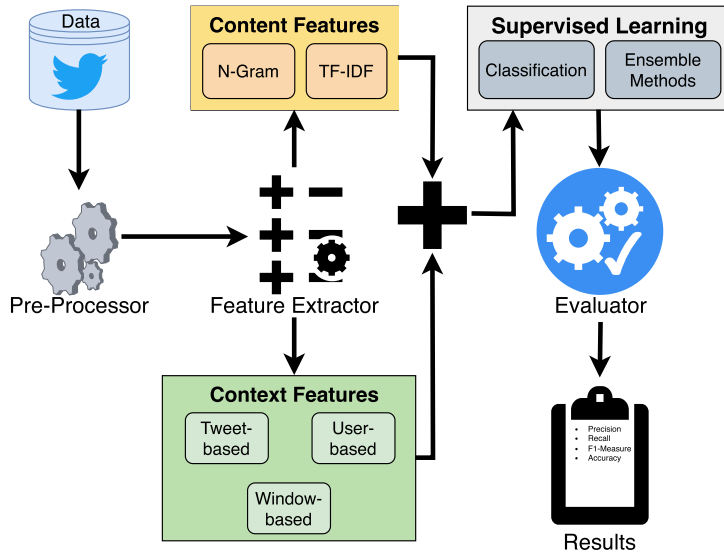 Data
Content Features
N-Gram
TF-IDF
Supervised Learning
Classification
Ensemble
Methods
Pre-Processor
Feature Extractor
Evaluator
Context Features
Tweet-
based
User-
based
Window-
based
• Precision
• Recall
• F1-Measure
• Accuracy
Results